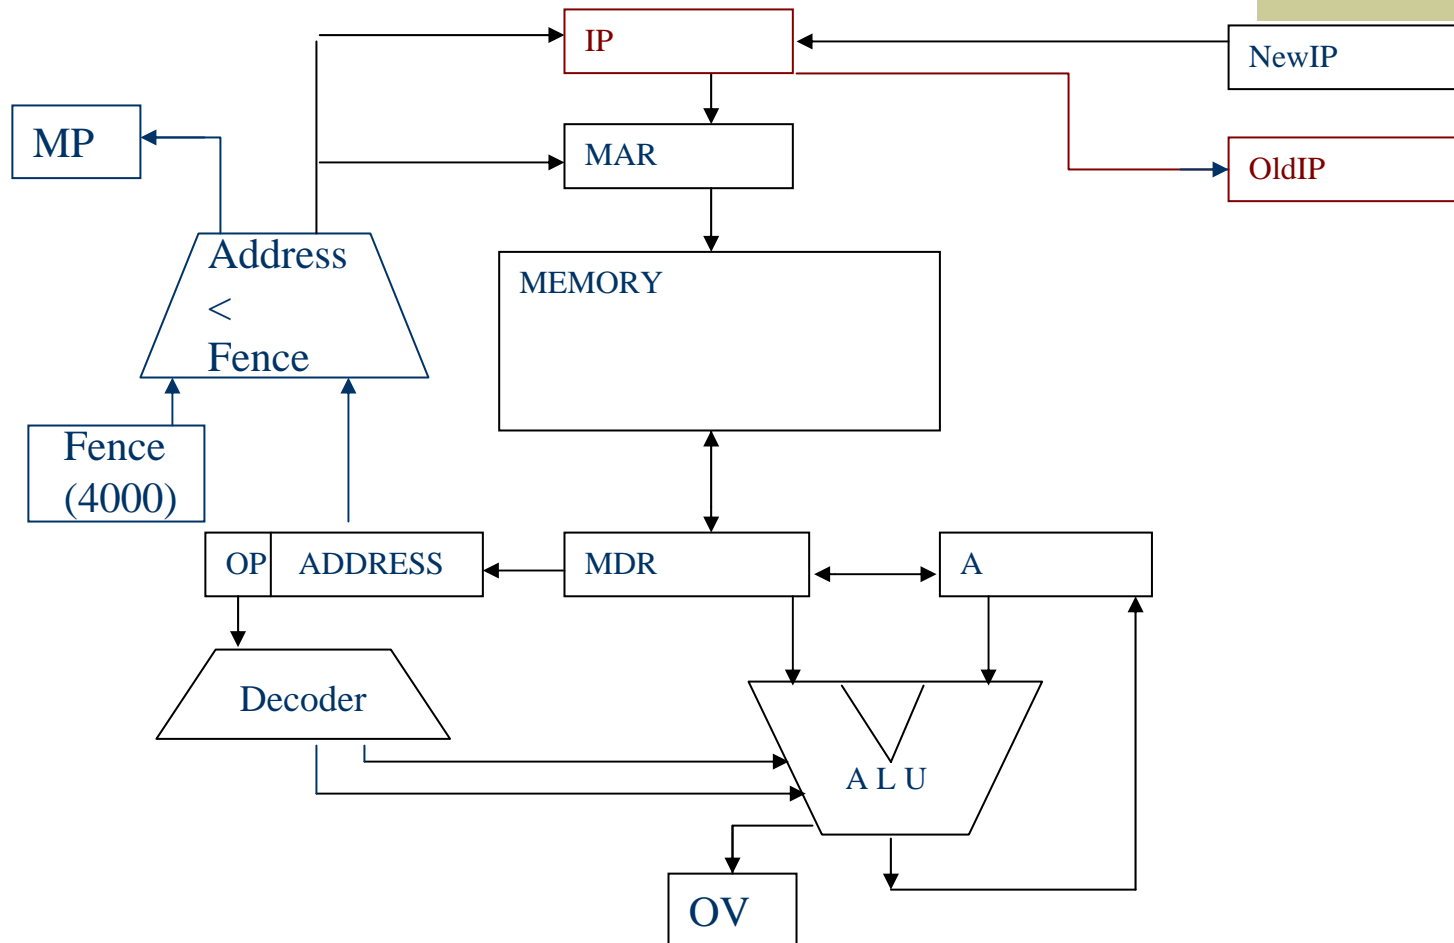 IP
NewIP
MP
MAR
OldIP
Address
<
Fence
MEMORY
Fence
(4000)
OP ADDRESS
MDR
A
Decoder
A L U
OV